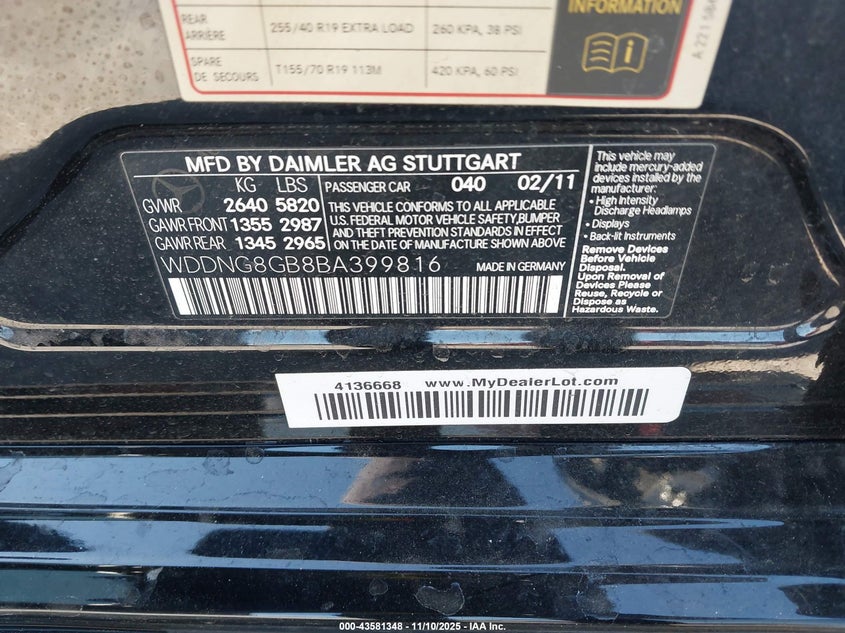 INFORMATION
REAR
ARRIÈRE
255/40 R19 EXTRA LOAD
260 KPA, 38 PSI
SPARE
DE SECOURS
T155/70 R19 113M
420 KPA, 60 PSI
MFD BY DAIMLER AG STUTTGART
KG LBS
GVWR 2640 5820
GAWR FRONT 1355 2987
GAWR REAR 1345 2965
PASSENGER CAR 040 02/11
THIS VEHICLE CONFORMS TO ALL APPLICABLE
U.S. FEDERAL MOTOR VEHICLE SAFETY,BUMPER
AND THEFT PREVENTION STANDARDS IN EFFECT
ON THE DATE OF MANUFACTURE SHOWN ABOVE.
WDDNG8GB8BA399816 MADE IN GERMANY
This vehicle may
include mercury-added
devices installed by the
manufacturer:
• High Intensity
Discharge Headlamps
• Displays
• Back-lit Instruments
Remove Devices
Before Vehicle
Disposal.
Upon Removal of
Devices Please
Reuse, Recycle or
Dispose as
Hazardous Waste.
4136668 www.MyDealerLot.com
000-43581348 - 11/10/2025 - IAA Inc.